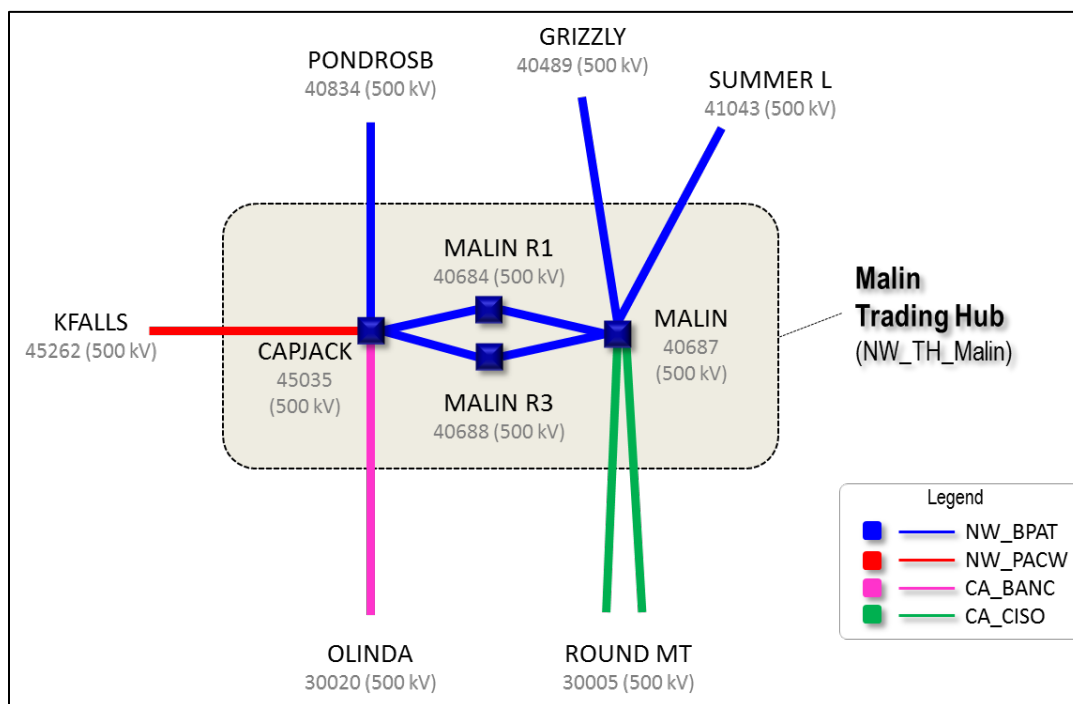 GRIZZLY
40489 (500 kV)
PONDROSB
40834 (500 kV)
SUMMER L
41043 (500 kV)
MALIN R1
40684 (500 kV)
KFALLS
45262 (500 kV)
CAPJACK
45035
(500 kV)
MALIN
40687
(500 kV)
MALIN R3
40688 (500 kV)
Malin
Trading Hub
(NW_TH_Malin)
OLINDA
30020 (500 kV)
ROUND MT
30005 (500 kV)
Legend
NW_BPAT
NW_PACW
CA_BANC
CA_CISO